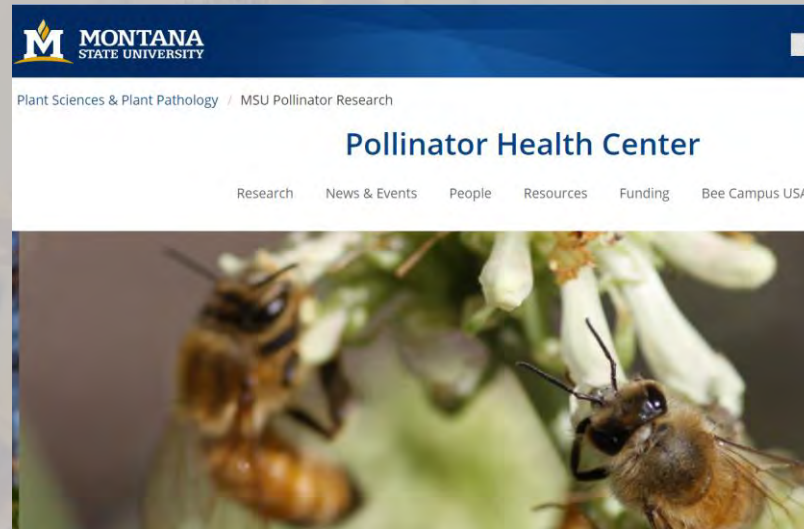 MONTANA
STATE UNIVERSITY
Plant Sciences & Plant Pathology / MSU Pollinator Research
Pollinator Health Center
Research News & Events People Resources Funding Bee Campus USA